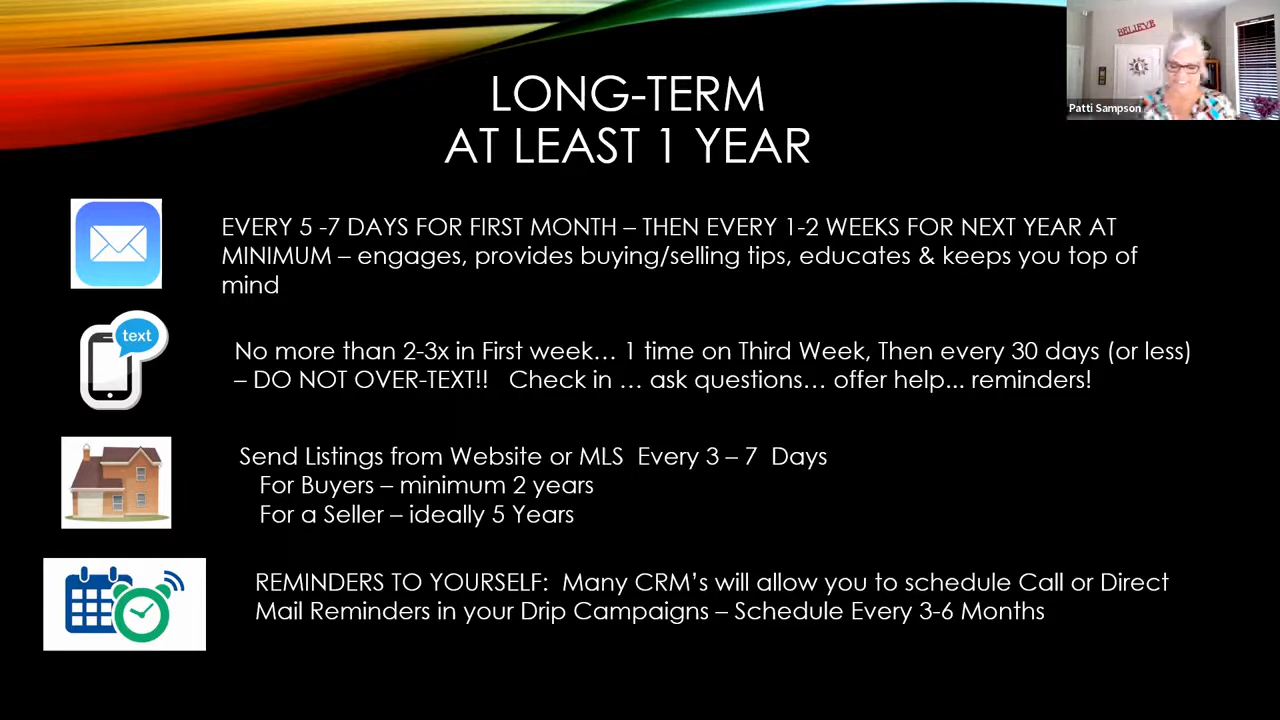 BELIEVE
Patti Sampson
LONG-TERM
AT LEAST 1 YEAR
EVERY 5 -7 DAYS FOR FIRST MONTH – THEN EVERY 1-2 WEEKS FOR NEXT YEAR AT
MINIMUM – engages, provides buying/selling tips, educates & keeps you top of
mind
text
No more than 2-3x in First week… 1 time on Third Week, Then every 30 days (or less)
– DO NOT OVER-TEXT!! Check in … ask questions… offer help... reminders!
Send Listings from Website or MLS Every 3 – 7 Days
For Buyers – minimum 2 years
For a Seller – ideally 5 Years
REMINDERS TO YOURSELF: Many CRM’s will allow you to schedule Call or Direct
Mail Reminders in your Drip Campaigns – Schedule Every 3-6 Months